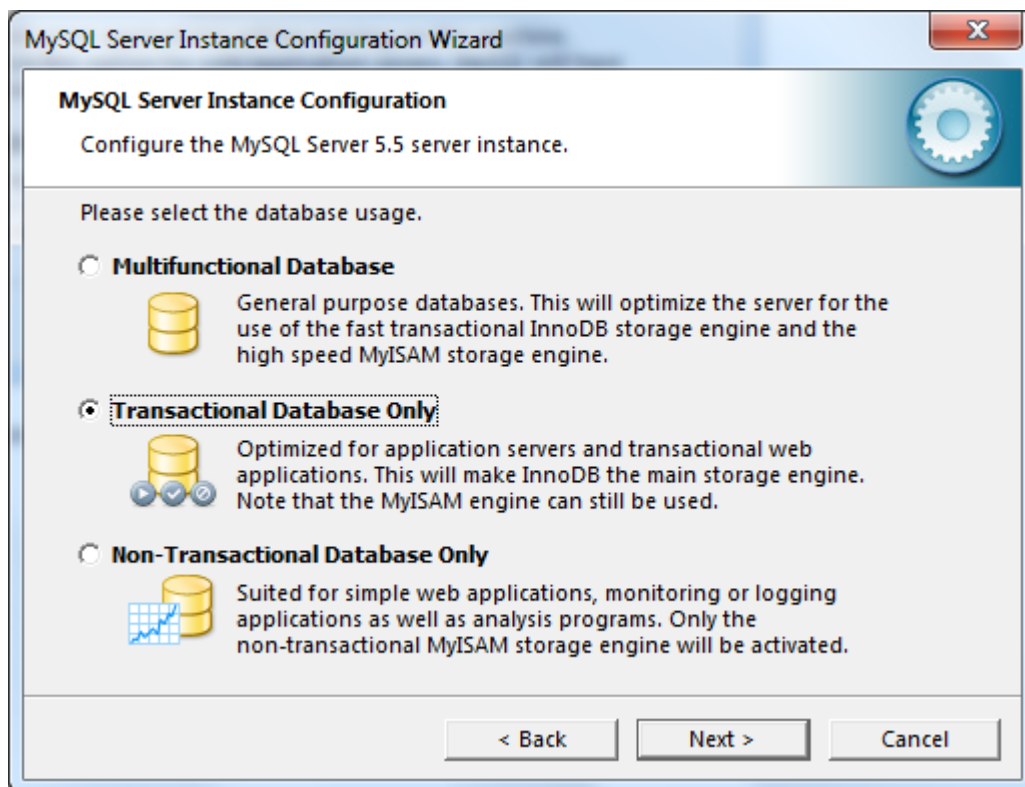 MySQL Server Instance Configuration Wizard
MySQL Server Instance Configuration
Configure the MySQL Server 5.5 server instance.
Please select the database usage.
Multifunctional Database
General purpose databases. This will optimize the server for the
use of the fast transactional InnoDB storage engine and the
high speed MyISAM storage engine.
Transactional Database Only
Optimized for application servers and transactional web
applications. This will make InnoDB the main storage engine.
Note that the MyISAM engine can still be used.
Non-Transactional Database Only
Suited for simple web applications, monitoring or logging
applications as well as analysis programs. Only the
non-transactional MyISAM storage engine will be activated.
< Back Next > Cancel